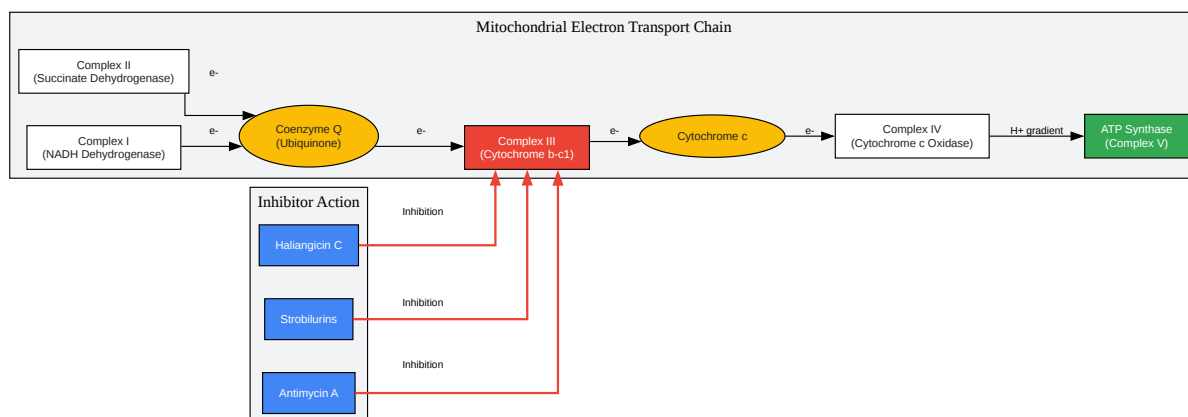 Mitochondrial Electron Transport Chain
Complex II
(Succinate Dehydrogenase)
e-
Complex I
(NADH Dehydrogenase)
e-
Coenzyme Q
(Ubiquinone)
e-
Complex III
(Cytochrome b-c1)
e-
Cytochrome c
e-
Complex IV
(Cytochrome c Oxidase)
H+ gradient
ATP Synthase
(Complex V)
Inhibitor Action
Haliangicin C
Inhibition
Strobilurins
Inhibition
Antimycin A
Inhibition